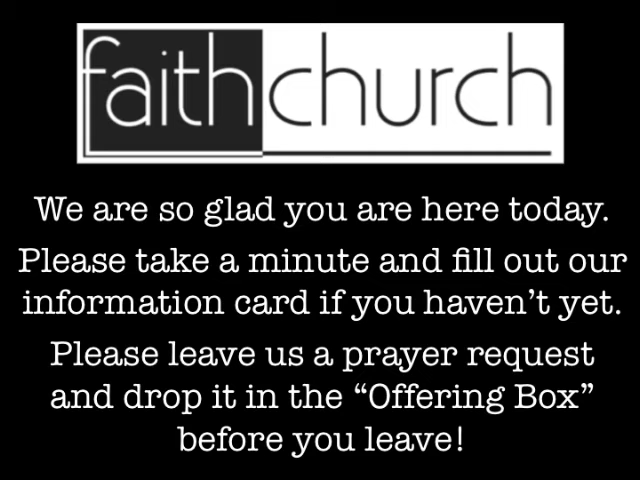 faithchurch
We are so glad you are here today.
Please take a minute and fill out our
information card if you haven't yet.
Please leave us a prayer request
and drop it in the “Offering Box”
before you leave!